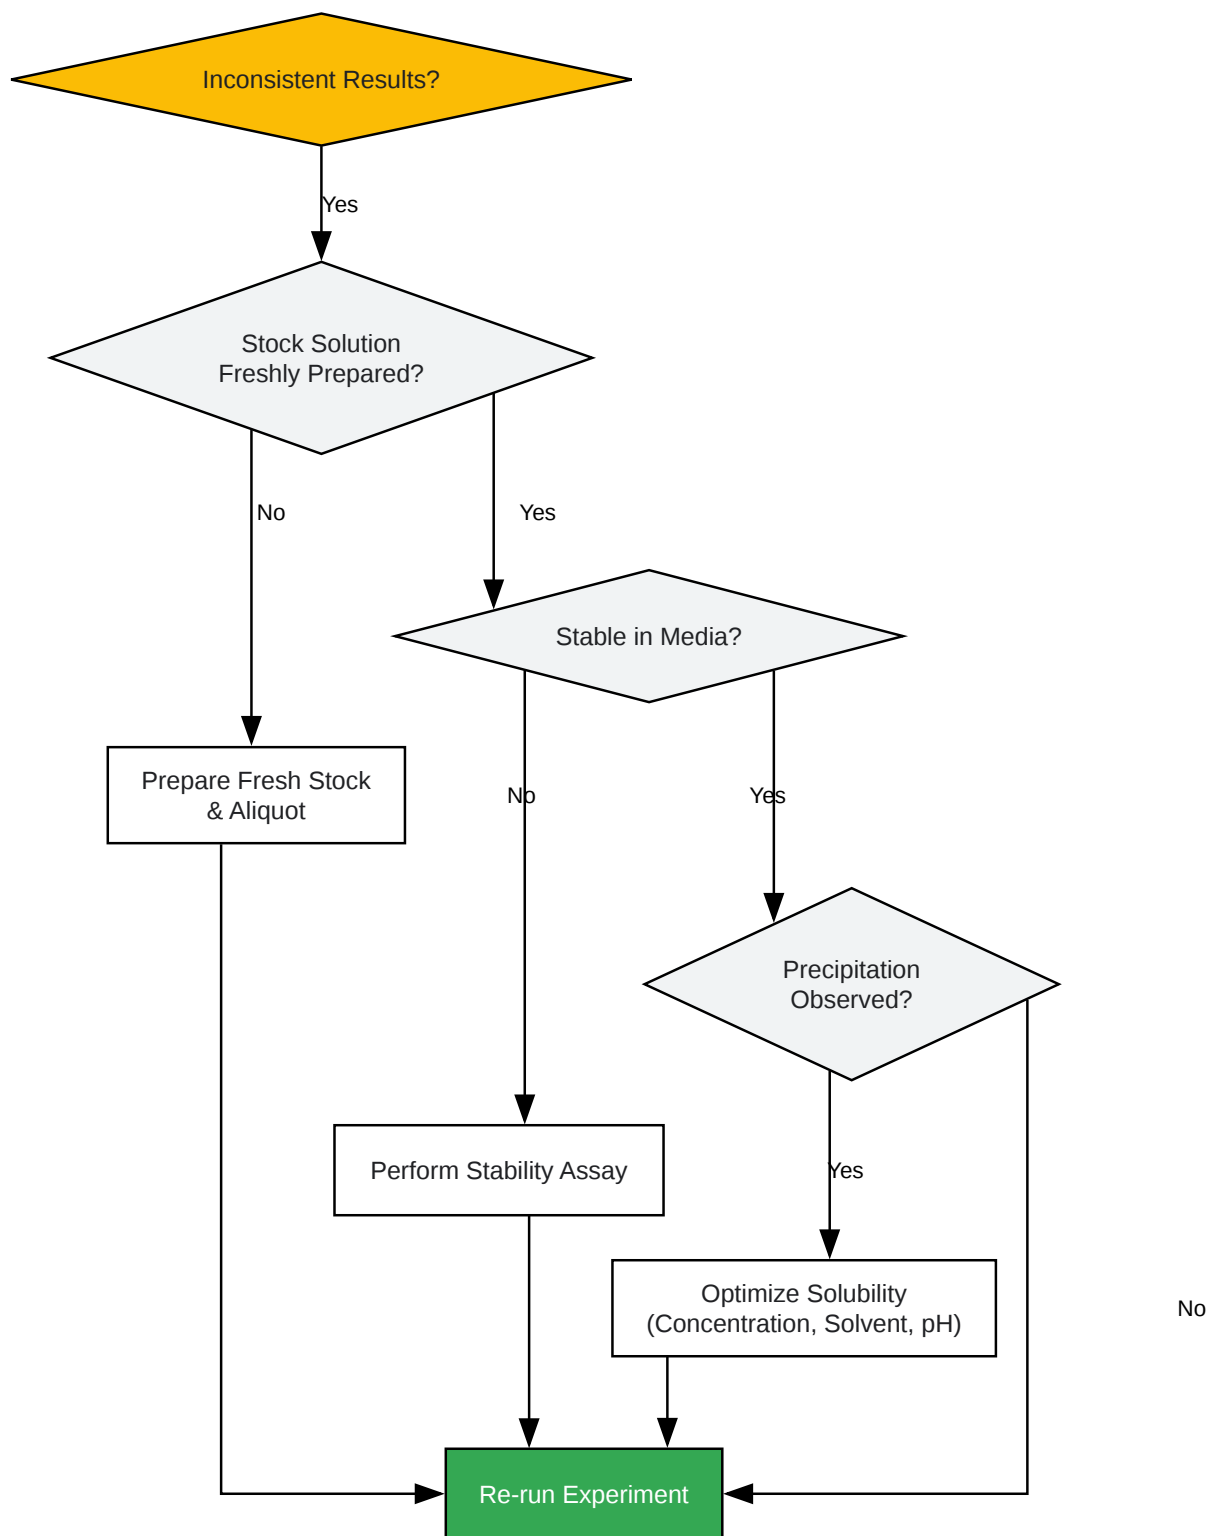 Inconsistent Results?
Yes
Stock Solution
Freshly Prepared?
No
Yes
Stable in Media?
Prepare Fresh Stock
& Aliquot
No
Yes
Precipitation
Observed?
Perform Stability Assay
Yes
Optimize Solubility
(Concentration, Solvent, pH)
No
Re-run Experiment